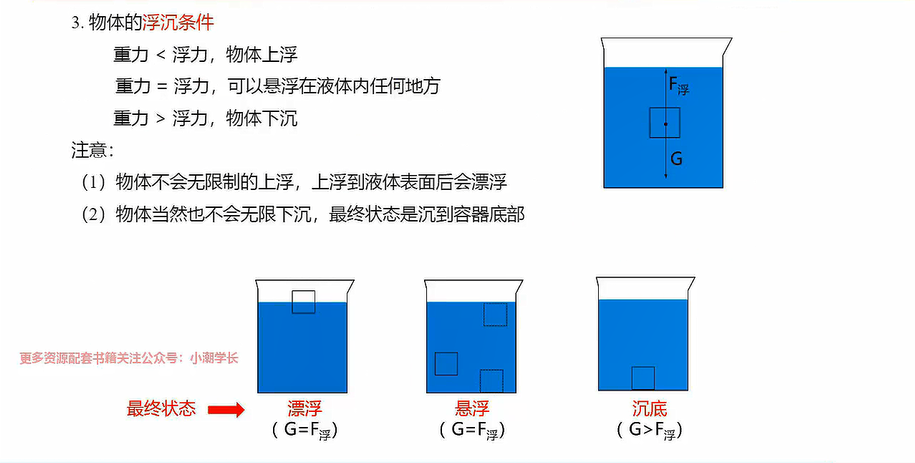 3. 物体的浮沉条件
重力 < 浮力，物体上浮
重力 = 浮力，可以悬浮在液体内任何地方
重力 > 浮力，物体下沉
注意：
（1）物体不会无限制的上浮，上浮到液体表面后会漂浮
（2）物体当然也不会无限下沉，最终状态是沉到容器底部
F浮
G
更多资源配套书籍关注公众号：小潮学长
最终状态
漂浮
（ G=F浮）
悬浮
（ G=F浮）
沉底
（ G>F浮）